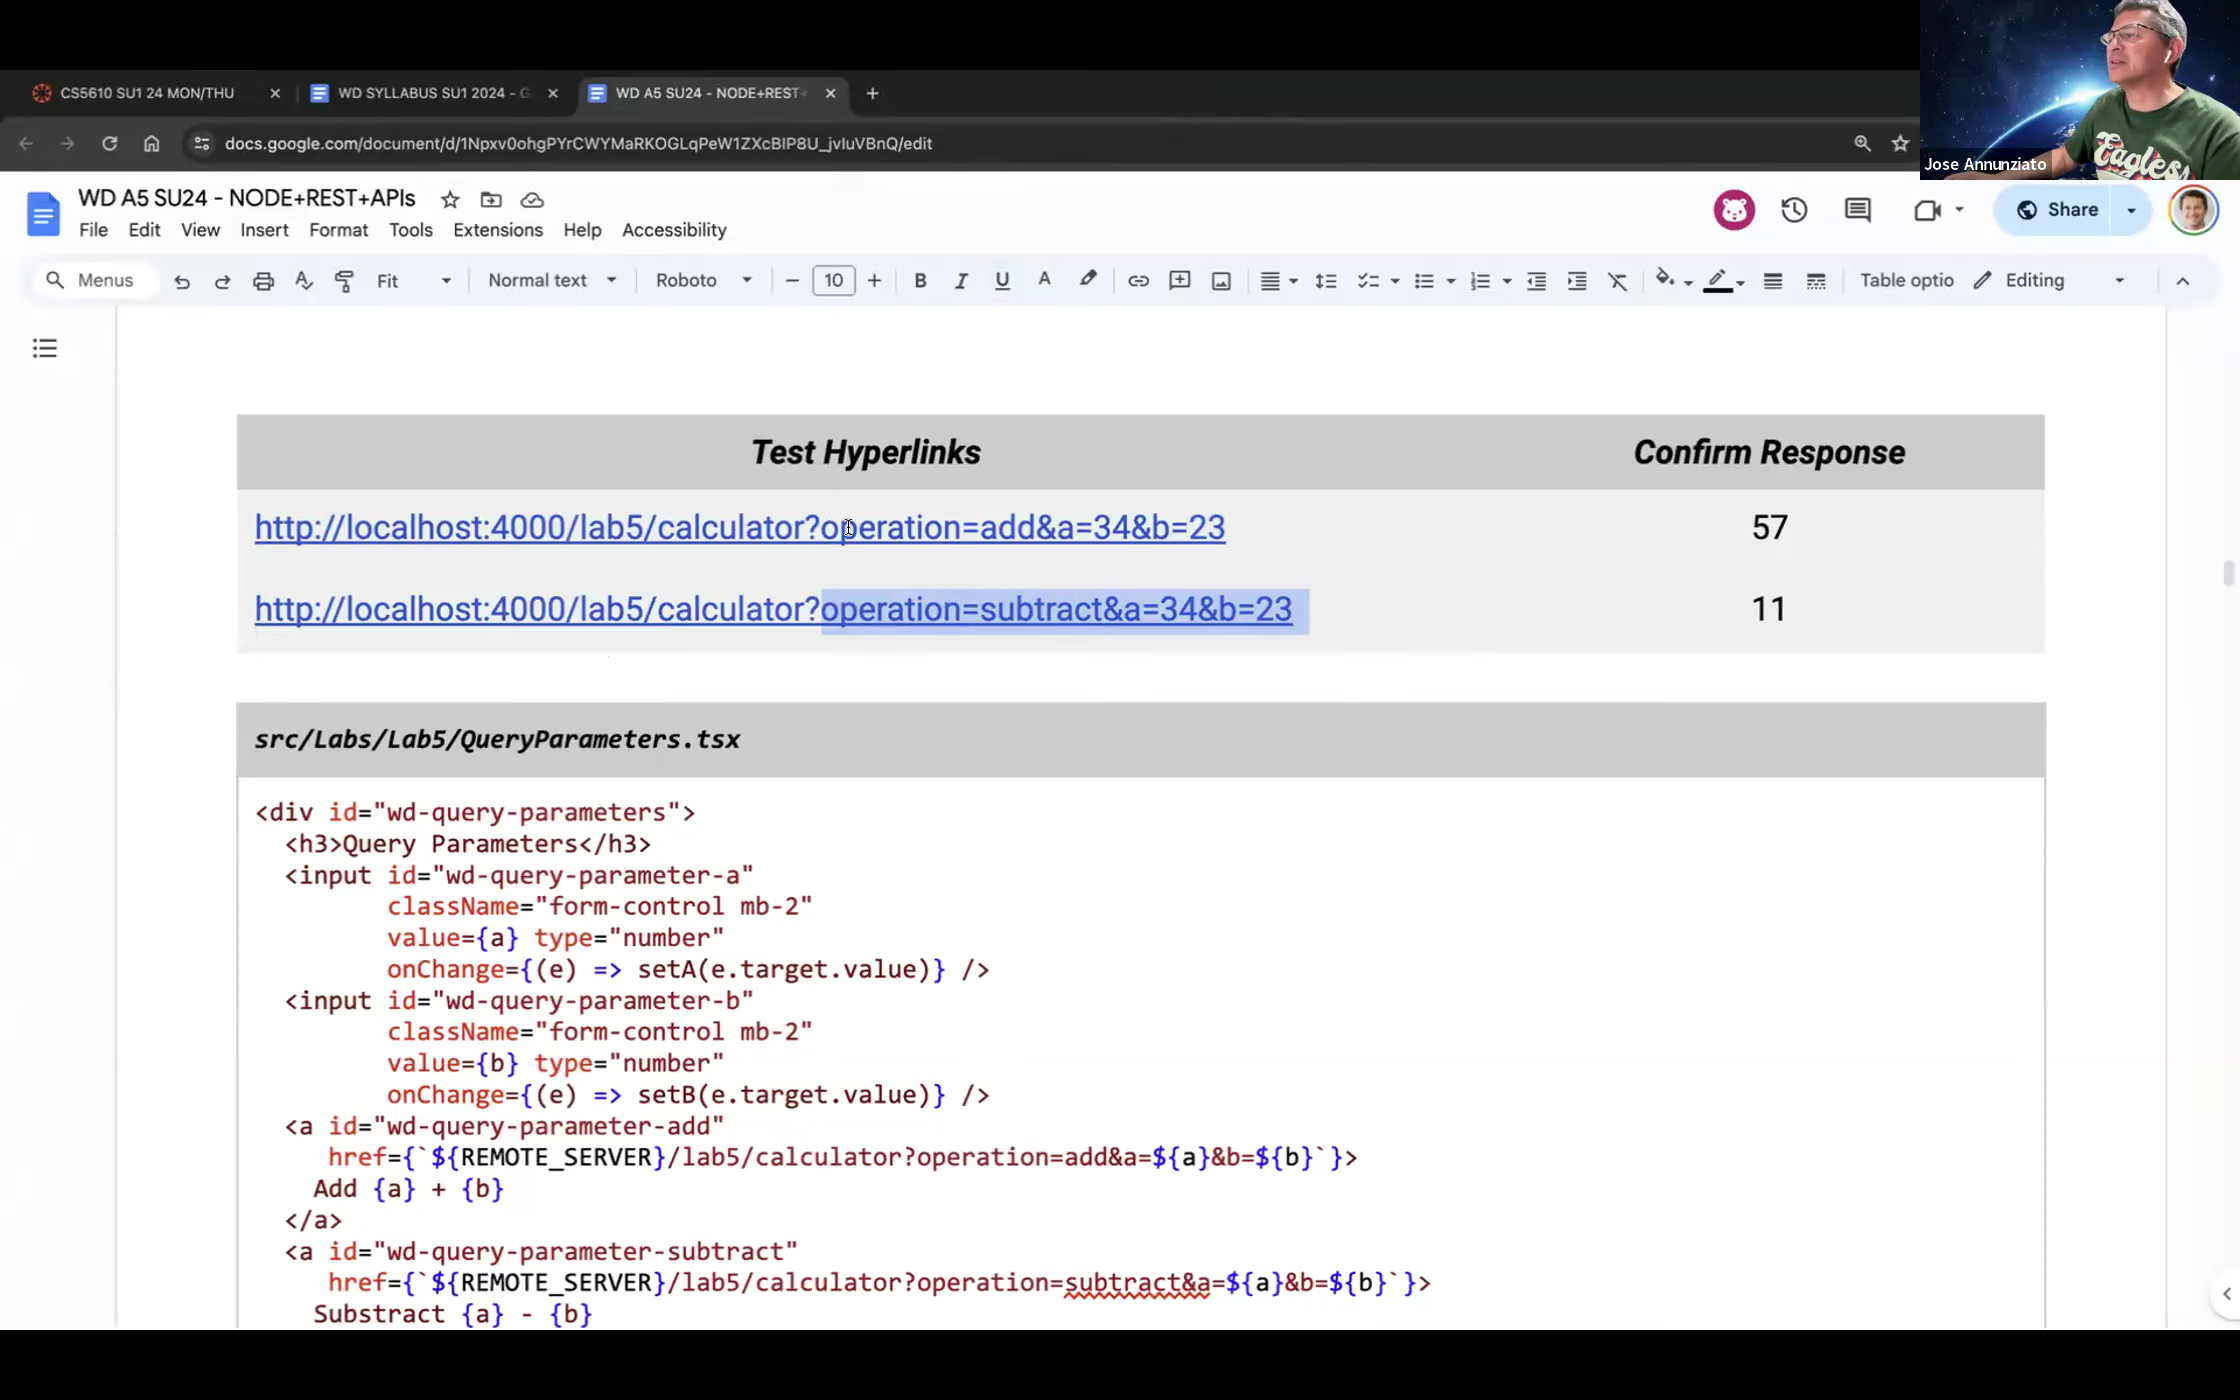 CS5610 SU1 24 MON/THU
WD SYLLABUS SU1 2024 - G
WD A5 SU24 - NODE+REST+
docs.google.com/document/d/1Npxv0ohgPYrCWYMaRKOGLqPeW1ZXcBIP8U_jvIuVBnQ/edit
Jose Annunziato
Eagles
WD A5 SU24 - NODE+REST+APIs
File Edit View Insert Format Tools Extensions Help Accessibility
Share
Menus Fit Normal text Roboto 10 Table optio Editing
Test Hyperlinks Confirm Response
http://localhost:4000/lab5/calculator?operation=add&a=34&b=23 57
http://localhost:4000/lab5/calculator?operation=subtract&a=34&b=23 11
src/Labs/Lab5/QueryParameters.tsx
<div id="wd-query-parameters">
<h3>Query Parameters</h3>
<input id="wd-query-parameter-a"
className="form-control mb-2"
value={a} type="number"
onChange={(e) => setA(e.target.value)} />
<input id="wd-query-parameter-b"
className="form-control mb-2"
value={b} type="number"
onChange={(e) => setB(e.target.value)} />
<a id="wd-query-parameter-add"
href={`${REMOTE_SERVER}/lab5/calculator?operation=add&a=${a}&b=${b}`}>
Add {a} + {b}
</a>
<a id="wd-query-parameter-subtract"
href={`${REMOTE_SERVER}/lab5/calculator?operation=subtract&a=${a}&b=${b}`}>
Substract {a} - {b}